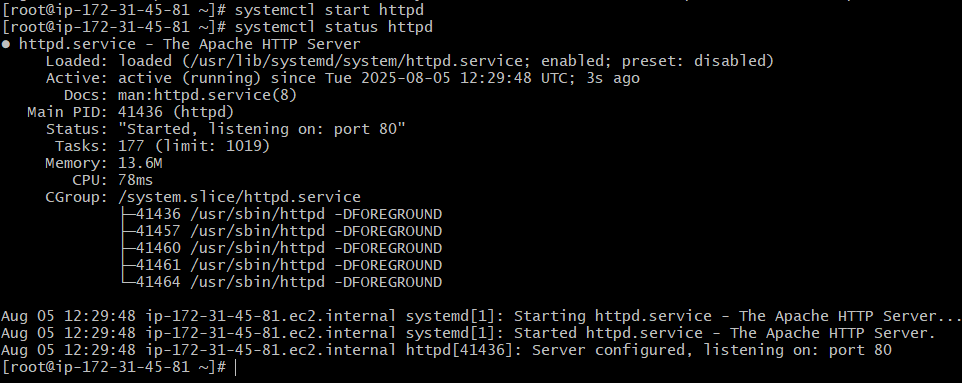 [root@ip-172-31-45-81 ~]# systemctl start httpd
[root@ip-172-31-45-81 ~]# systemctl status httpd
● httpd.service - The Apache HTTP Server
     Loaded: loaded (/usr/lib/systemd/system/httpd.service; enabled; preset: disabled)
     Active: active (running) since Tue 2025-08-05 12:29:48 UTC; 3s ago
       Docs: man:httpd.service(8)
   Main PID: 41436 (httpd)
     Status: "Started, listening on: port 80"
      Tasks: 177 (limit: 1019)
     Memory: 13.6M
        CPU: 78ms
     CGroup: /system.slice/httpd.service
             ├─41436 /usr/sbin/httpd -DFOREGROUND
             ├─41457 /usr/sbin/httpd -DFOREGROUND
             ├─41460 /usr/sbin/httpd -DFOREGROUND
             ├─41461 /usr/sbin/httpd -DFOREGROUND
             └─41464 /usr/sbin/httpd -DFOREGROUND

Aug 05 12:29:48 ip-172-31-45-81.ec2.internal systemd[1]: Starting httpd.service - The Apache HTTP Server...
Aug 05 12:29:48 ip-172-31-45-81.ec2.internal systemd[1]: Started httpd.service - The Apache HTTP Server.
Aug 05 12:29:48 ip-172-31-45-81.ec2.internal httpd[41436]: Server configured, listening on: port 80
[root@ip-172-31-45-81 ~]#